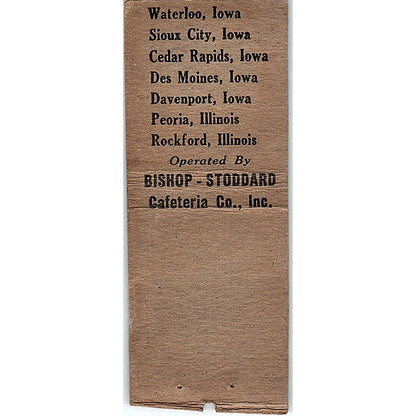 Waterloo, Iowa
Sioux City, Iowa
Cedar Rapids, Iowa
Des Moines, Iowa
Davenport, Iowa
Peoria, Illinois
Rockford, Illinois
Operated By
BISHOP - STODDARD
Cafeteria Co., Inc.